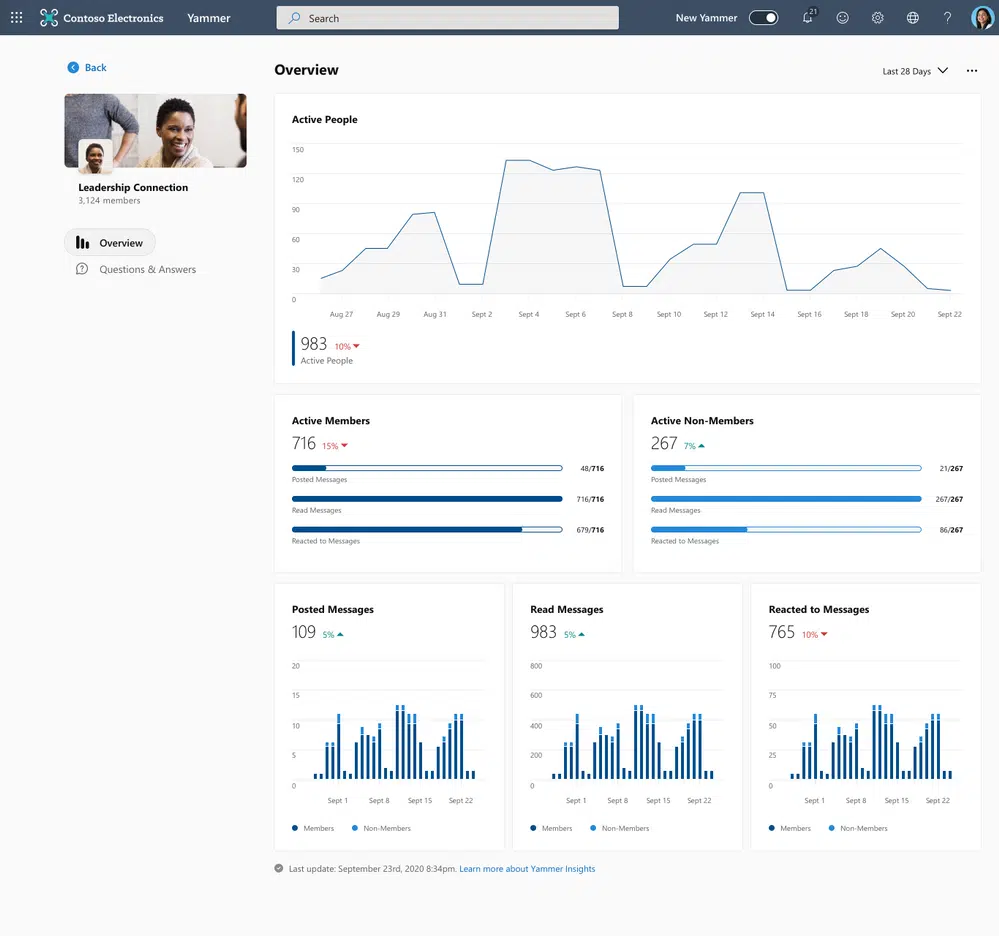 Contoso Electronics
Yammer
Search
New Yammer
21
?
Back
Leadership Connection
3,124 members
Overview
Questions & Answers
Overview
Last 28 Days
Active People
150
120
90
60
30
0
Aug 27 Aug 29 Aug 31 Sept 2 Sept 4 Sept 6 Sept 8 Sept 10 Sept 12 Sept 14 Sept 16 Sept 18 Sept 20 Sept 22
983 10%
Active People
Active Members
716 15%
48/716
Posted Messages
716/716
Read Messages
679/716
Reacted to Messages
Active Non-Members
267 7%
21/267
Posted Messages
267/267
Read Messages
86/267
Reacted to Messages
Posted Messages
109 5%
20
15
10
5
0
Sept 1 Sept 8 Sept 15 Sept 22
Members Non-Members
Read Messages
983 5%
800
600
400
200
0
Sept 1 Sept 8 Sept 15 Sept 22
Members Non-Members
Reacted to Messages
765 10%
100
75
50
25
0
Sept 1 Sept 8 Sept 15 Sept 22
Members Non-Members
Last update: September 23rd, 2020 8:34pm. Learn more about Yammer Insights